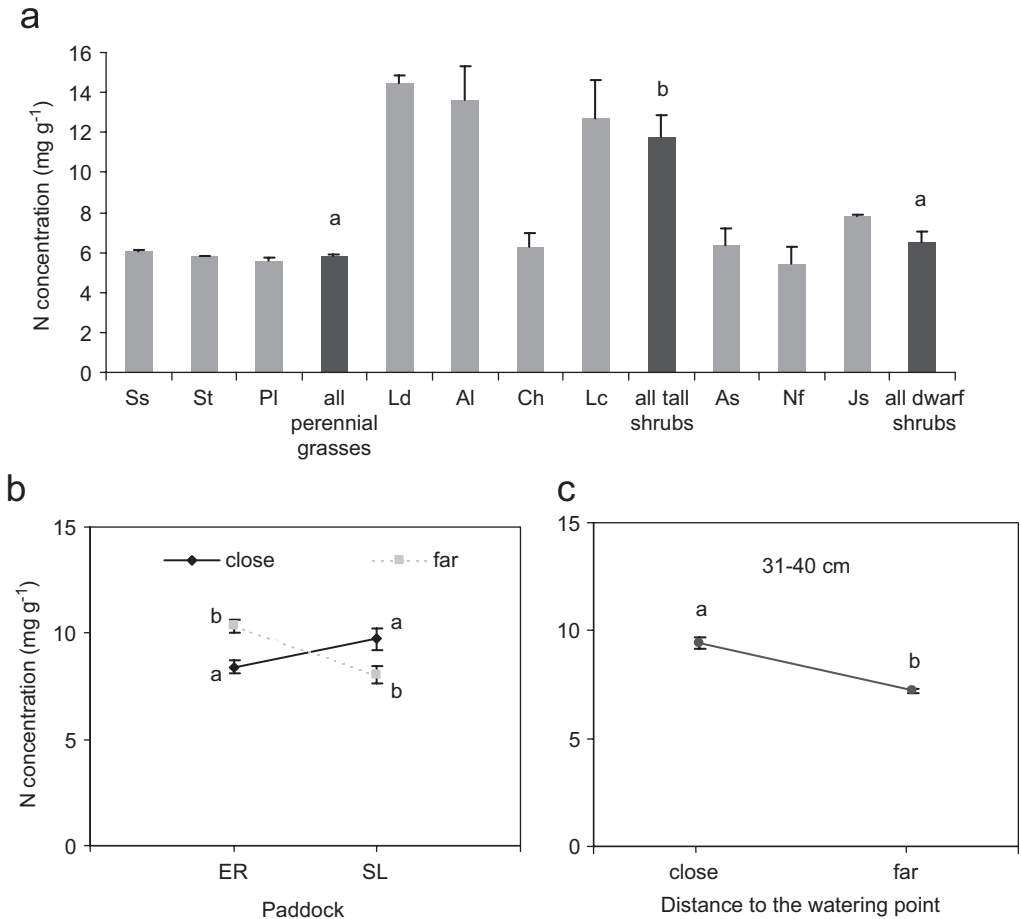 a
N concentration (mg g-1)
16
14
12
10
8
6
4
2
0
a
b
a
Ss St Pl all perennial grasses Ld Al Ch Lc all tall shrubs As Nf Js all dwarf shrubs
b
N concentration (mg g-1)
15
10
5
0
close far
b
a
a
b
ER SL
Paddock
c
15
10
5
0
31-40 cm
a
b
close far
Distance to the watering point